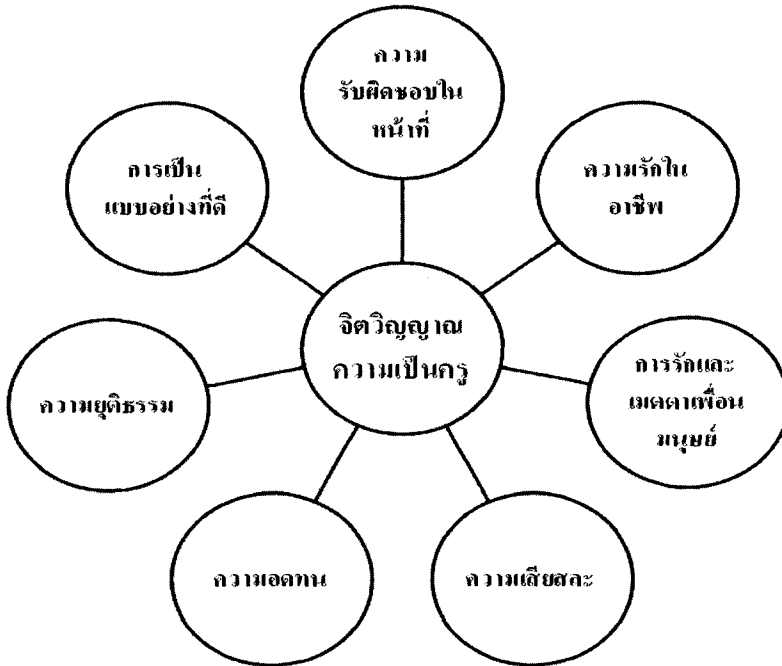 ความ
รับผิดชอบใน
หน้าที่
การเป็น
แบบอย่างที่ดี
ความรักใน
อาชีพ
จิตวิญญาณ
ความเป็นครู
ความยุติธรรม
การรักและ
เมตตาเพื่อน
มนุษย์
ความอดทน
ความเสียสละ